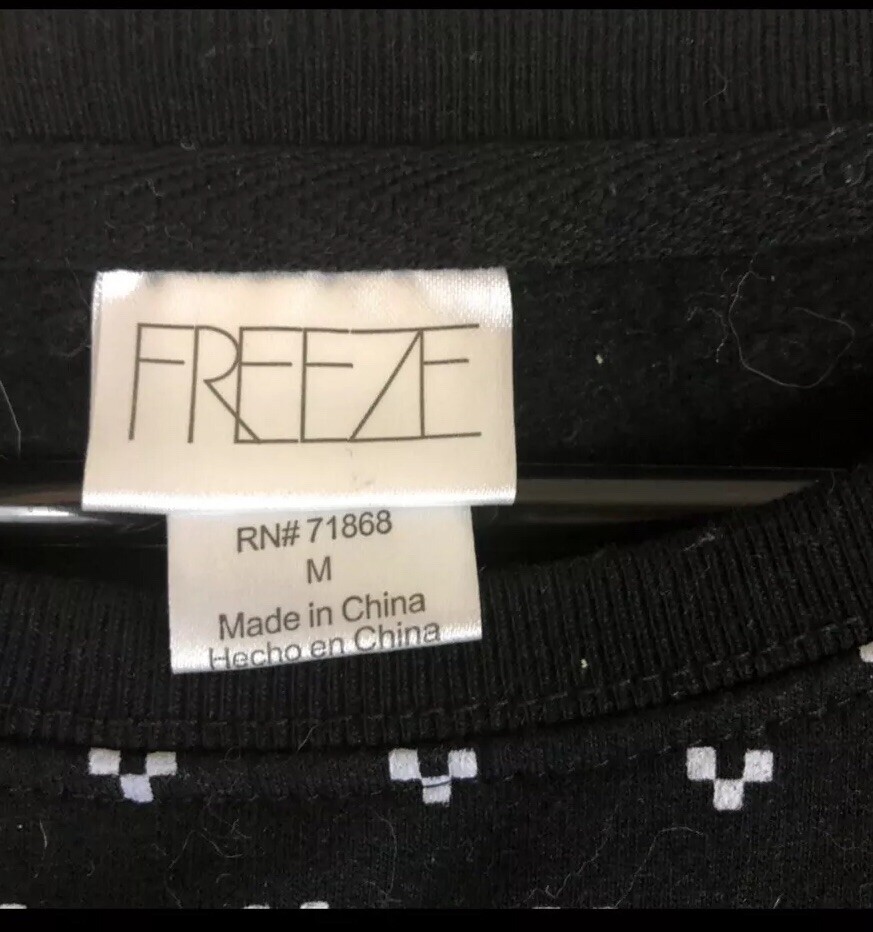 FREEZE
RN# 71868
M
Made in China
Hecho en China